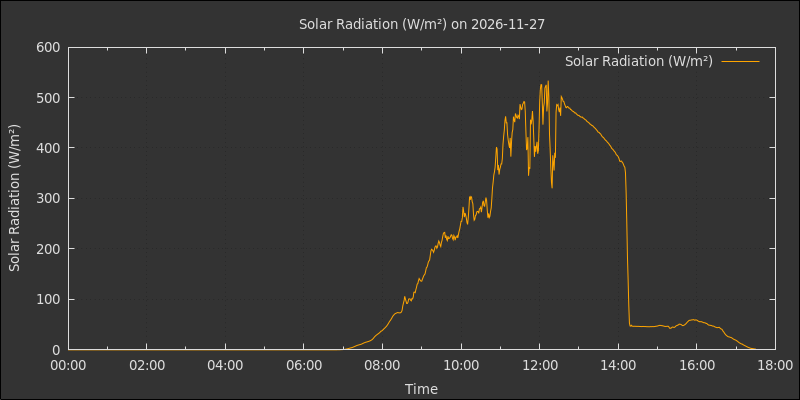 Solar Radiation (W/m²) on 2026-11-27
Solar Radiation (W/m²)
Solar Radiation (W/m²)
600
500
400
300
200
100
0
00:00 02:00 04:00 06:00 08:00 10:00 12:00 14:00 16:00 18:00
Time